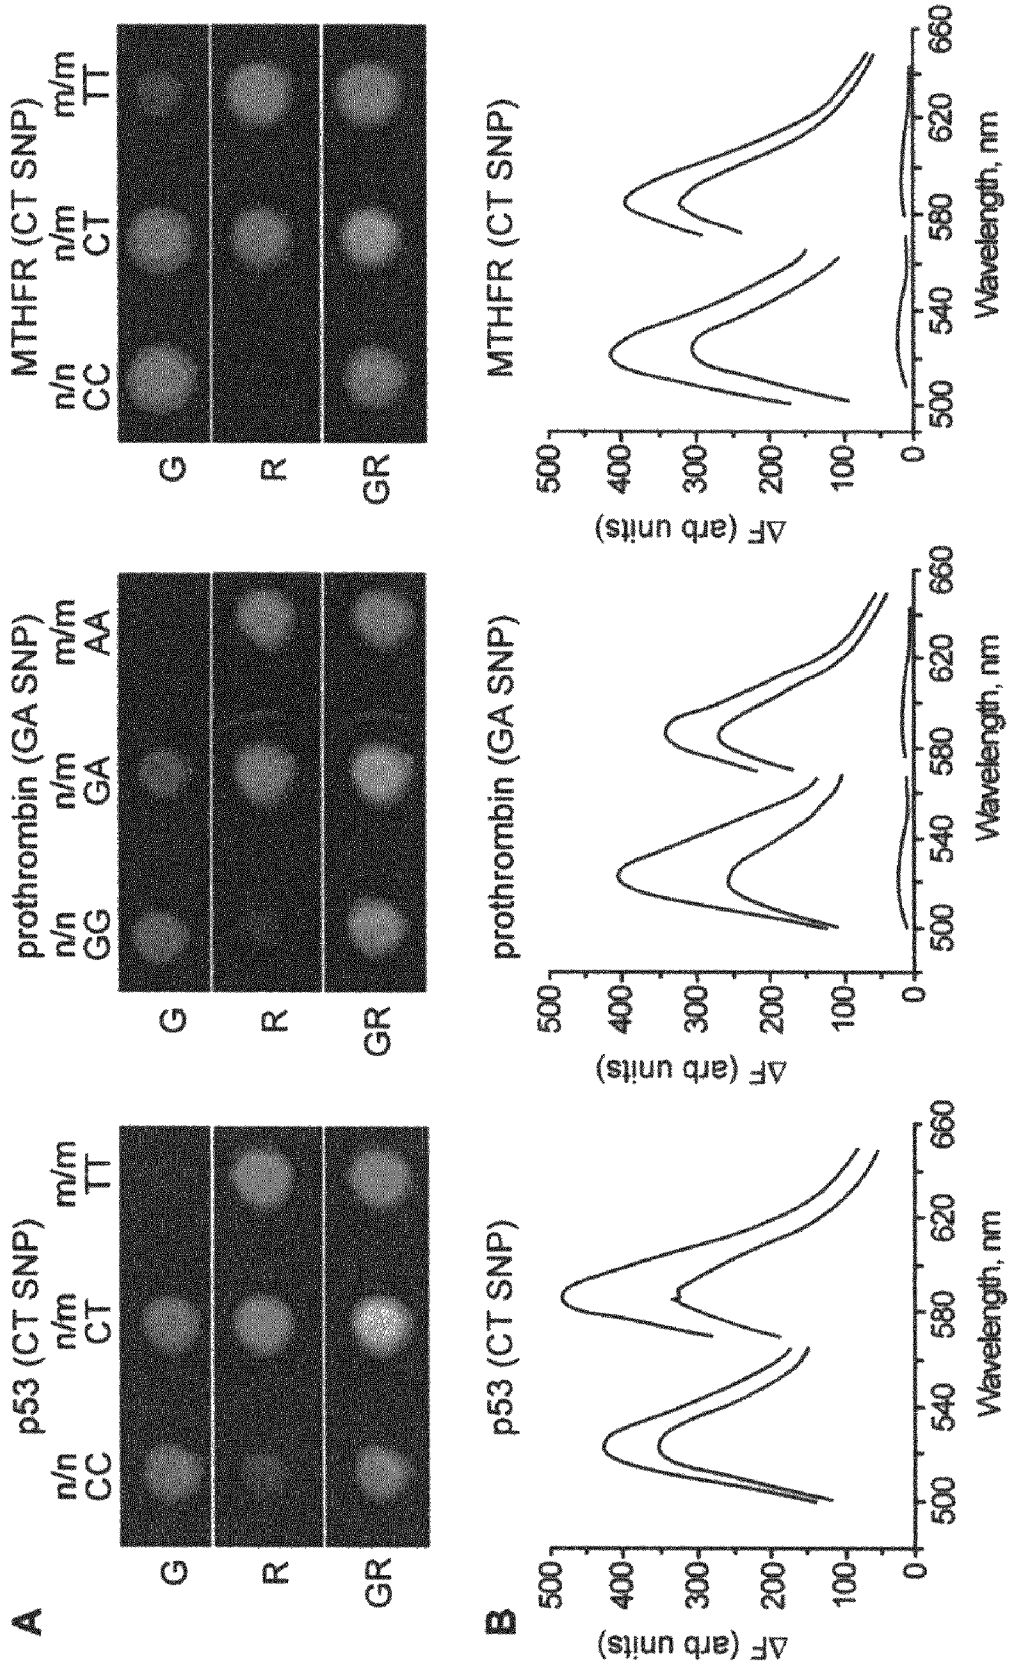 A
p53 (CT SNP)
n/n n/m m/m
CC CT TT
G
R
GR
prothrombin (GA SNP)
n/n n/m m/m
GG GA AA
G
R
GR
MTHFR (CT SNP)
n/n n/m m/m
CC CT TT
G
R
GR
B
p53 (CT SNP)
ΔF (arb units)
500
400
300
200
100
0
500 540 580 620 660
Wavelength, nm
prothrombin (GA SNP)
ΔF (arb units)
500
400
300
200
100
0
500 540 580 620 660
Wavelength, nm
MTHFR (CT SNP)
ΔF (arb units)
500
400
300
200
100
0
500 540 580 620 660
Wavelength, nm